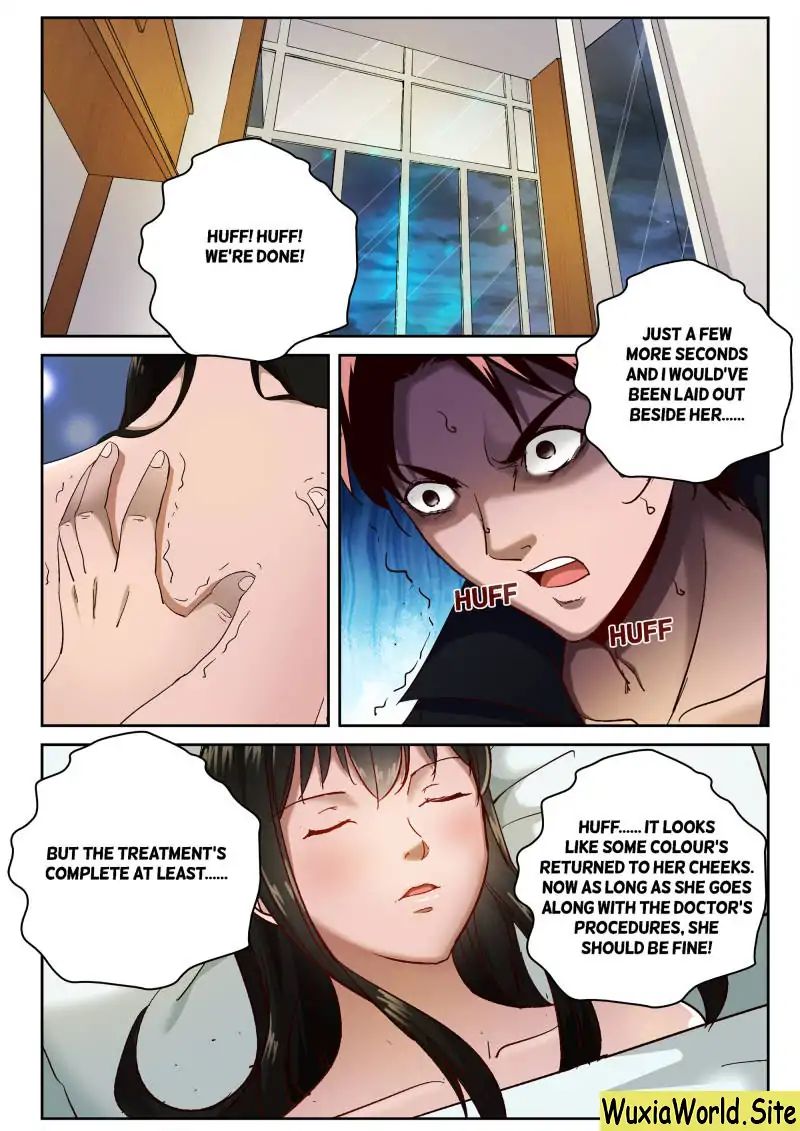 HUFF! HUFF!
WE'RE DONE!
JUST A FEW
MORE SECONDS
AND I WOULD'VE
BEEN LAID OUT
BESIDE HER......
HUFF
HUFF
BUT THE TREATMENT'S
COMPLETE AT LEAST......
HUFF...... IT LOOKS
LIKE SOME COLOUR'S
RETURNED TO HER CHEEKS.
NOW AS LONG AS SHE GOES
ALONG WITH THE DOCTOR'S
PROCEDURES, SHE
SHOULD BE FINE!
WuxiaWorld.Site